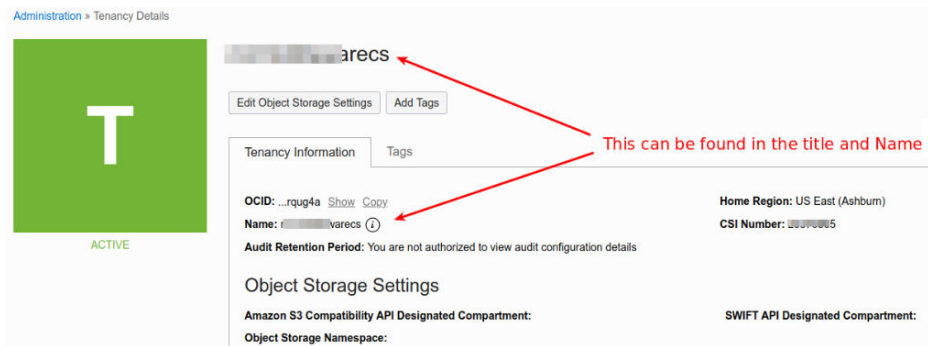 Administration » Tenancy Details
T
ACTIVE
arecs
Edit Object Storage Settings
Add Tags
This can be found in the title and Name
Tenancy Information
Tags
OCID: ...rqug4a Show Copy
Home Region: US East (Ashburn)
Name: varecs
CSI Number: 5
Audit Retention Period: You are not authorized to view audit configuration details
Object Storage Settings
Amazon S3 Compatibility API Designated Compartment:
SWIFT API Designated Compartment:
Object Storage Namespace: